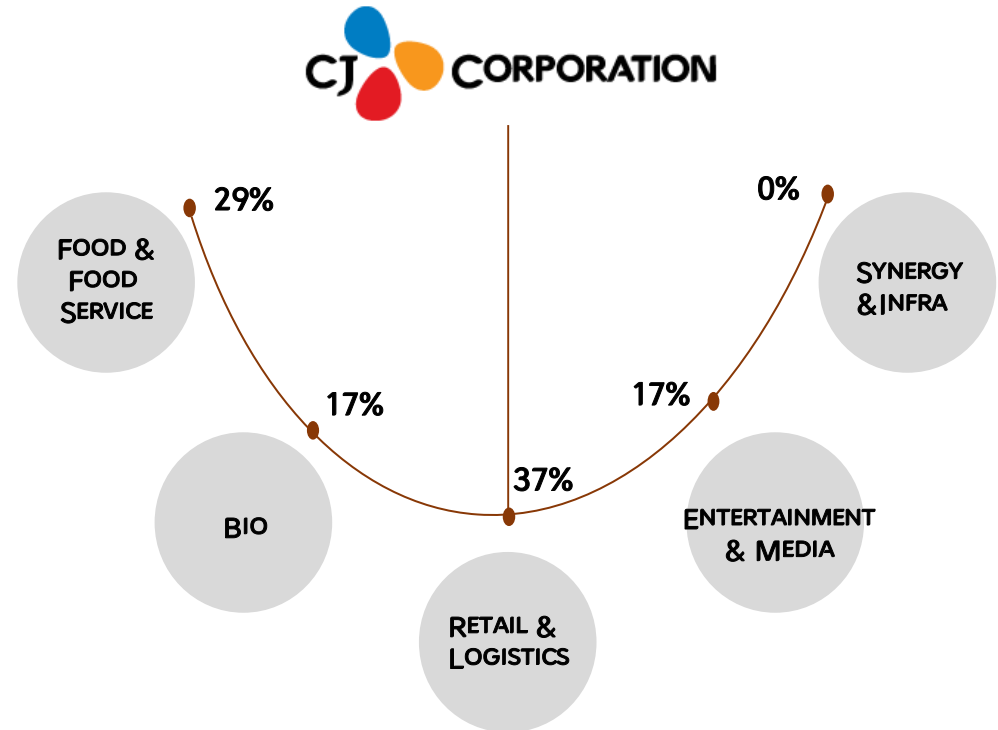 CJ CORPORATION
29%
0%
FOOD &
FOOD
SERVICE
SYNERGY
&INFRA
17%
17%
37%
BIO
ENTERTAINMENT
& MEDIA
RETAIL &
LOGISTICS